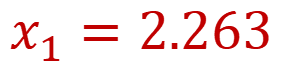 x₁ = 2.263